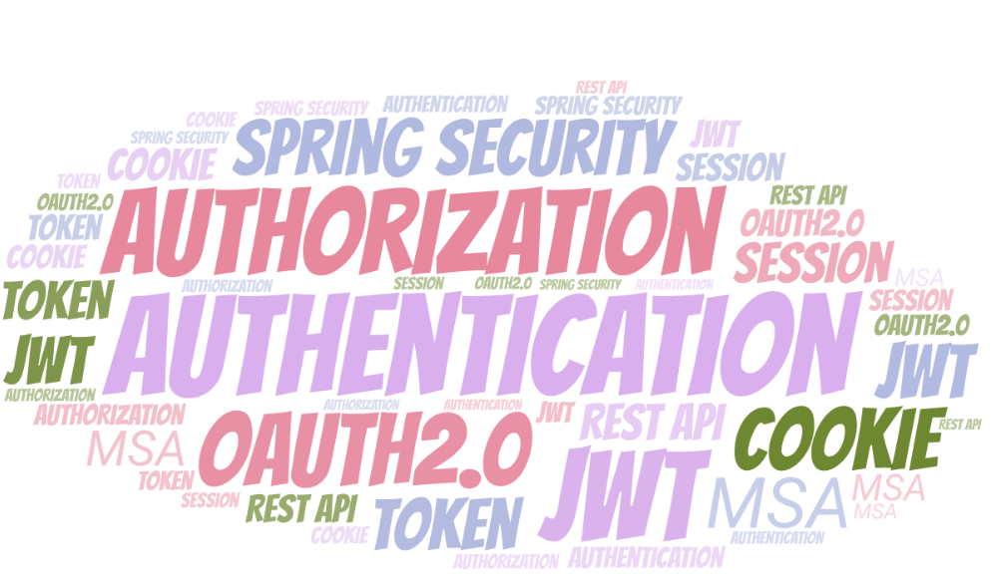 REST API
SPRING SECURITY AUTHENTICATION SPRING SECURITY
COOKIE SPRING SECURITY JWT
SPRING SECURITY
COOKIE SESSION
TOKEN
OAUTH2.0 AUTHORIZATION REST API
TOKEN OAUTH2.0
COOKIE SESSION
MSA
TOKEN AUTHORIZATION SESSION OAUTH2.0 SPRING SECURITY AUTHENTICATION
SESSION
AUTHENTICATION OAUTH2.0
JWT JWT
AUTHORIZATION
AUTHORIZATION AUTHORIZATION AUTHENTICATION JWT REST API
COOKIE REST API
MSA OAUTH2.0
TOKEN JWT MSA MSA
SESSION REST API TOKEN MSA
COOKIE AUTHENTICATION
AUTHORIZATION AUTHENTICATION